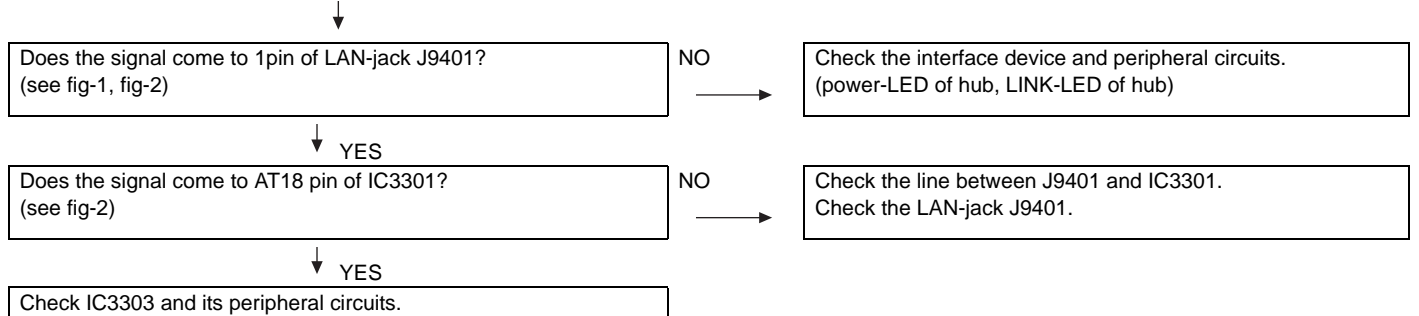 Does the signal come to 1pin of LAN-jack J9401?
(see fig-1, fig-2)
NO
Check the interface device and peripheral circuits.
(power-LED of hub, LINK-LED of hub)
YES
Does the signal come to AT18 pin of IC3301?
(see fig-2)
NO
Check the line between J9401 and IC3301.
Check the LAN-jack J9401.
YES
Check IC3303 and its peripheral circuits.